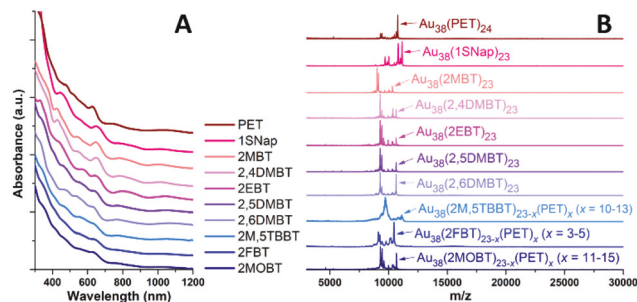 A
Absorbance (a.u.)
PET
1SNap
2MBT
2,4DMBT
2EBT
2,5DMBT
2,6DMBT
2M,5TBBT
2FBT
2MOBT
400 600 800 1000 1200
Wavelength (nm)
B
Au38(PET)24
Au38(1SNap)23
Au38(2MBT)23
Au38(2,4DMBT)23
Au38(2EBT)23
Au38(2,5DMBT)23
Au38(2,6DMBT)23
Au38(2M,5TBBT)23-x(PET)x (x = 10-13)
Au38(2FBT)23-x(PET)x (x = 3-5)
Au38(2MOBT)23-x(PET)x (x = 11-15)
5000 10000 15000 20000 25000 30000
m/z